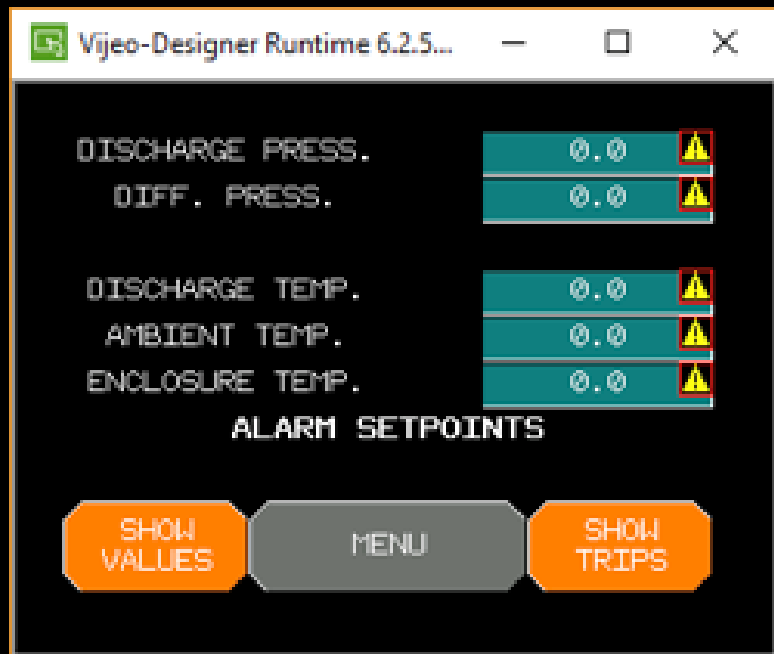 Vijeo-Designer Runtime 6.2.5...
DISCHARGE PRESS. 0.0
DIFF. PRESS. 0.0
DISCHARGE TEMP. 0.0
AMBIENT TEMP. 0.0
ENCLOSURE TEMP. 0.0
ALARM SETPOINTS
SHOW VALUES
MENU
SHOW TRIPS